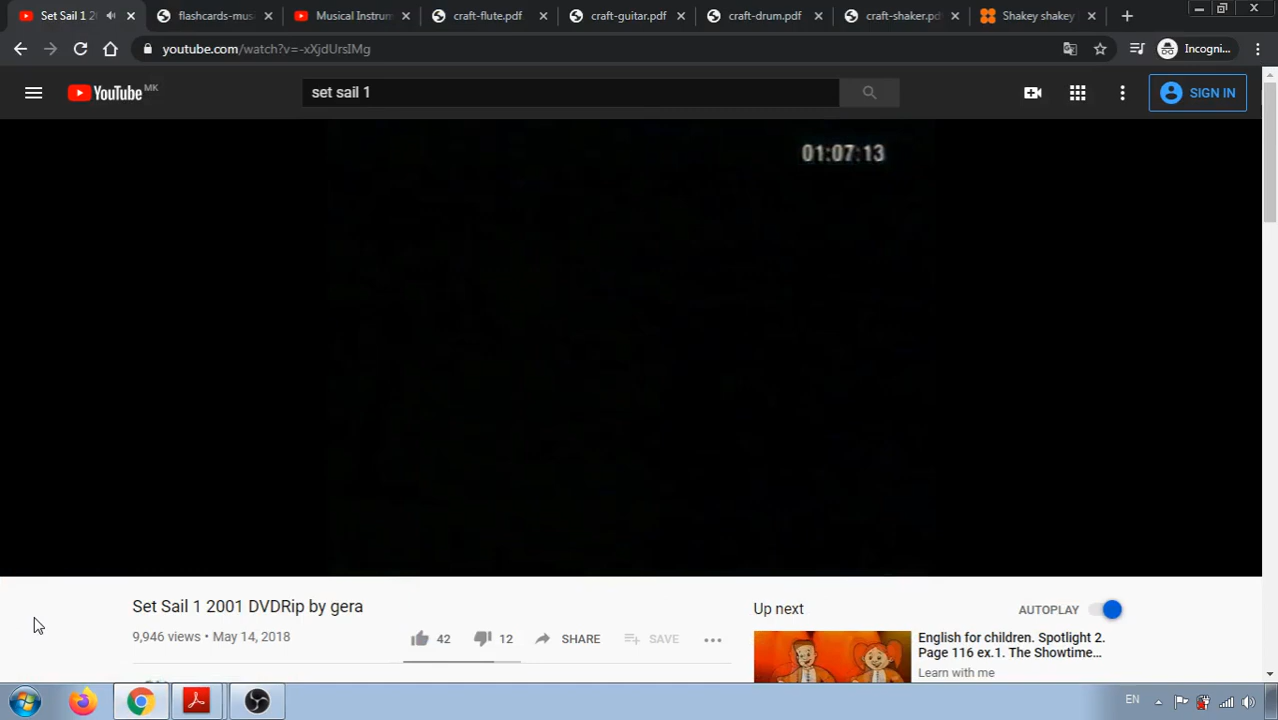 Set Sail 1 20
flashcards-mus
Musical Instrum
craft-flute.pdf
craft-guitar.pdf
craft-drum.pdf
craft-shaker.pdf
Shakey shakey
youtube.com/watch?v=-xXjdUrsIMg
Incogni...
YouTube MK
set sail 1
SIGN IN
01:07:13
Set Sail 1 2001 DVDRip by gera
9,946 views • May 14, 2018
42
12
SHARE
SAVE
Up next
AUTOPLAY
English for children. Spotlight 2.
Page 116 ex.1. The Showtime...
Learn with me
EN